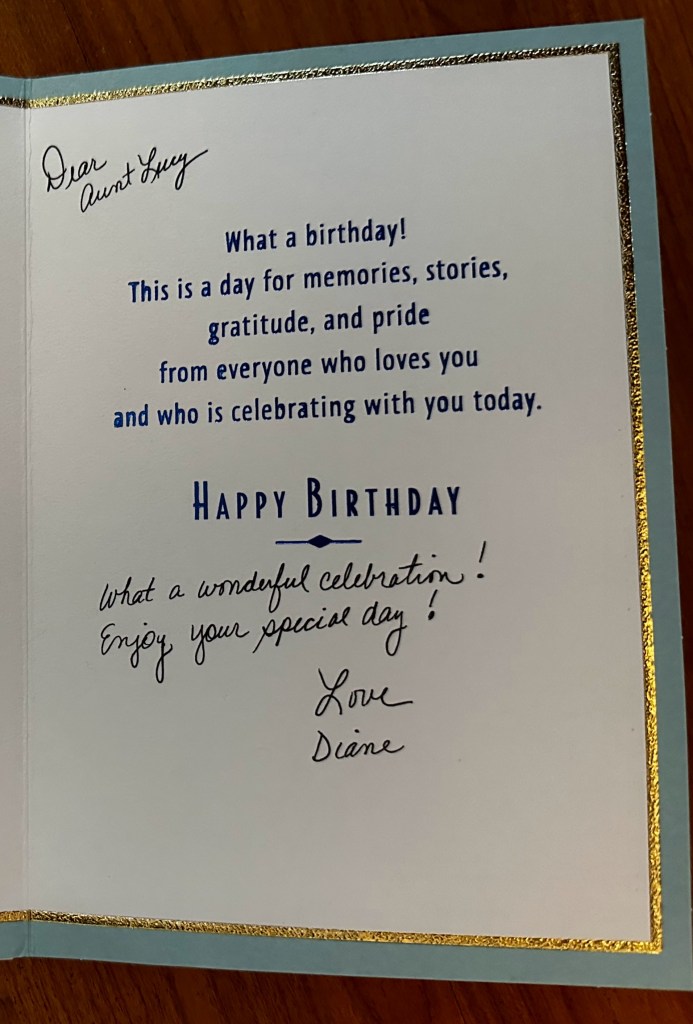 Dear
Aunt Lucy
What a birthday!
This is a day for memories, stories,
gratitude, and pride
from everyone who loves you
and who is celebrating with you today.
HAPPY BIRTHDAY
What a wonderful celebration!
Enjoy your special day!
Love
Diane